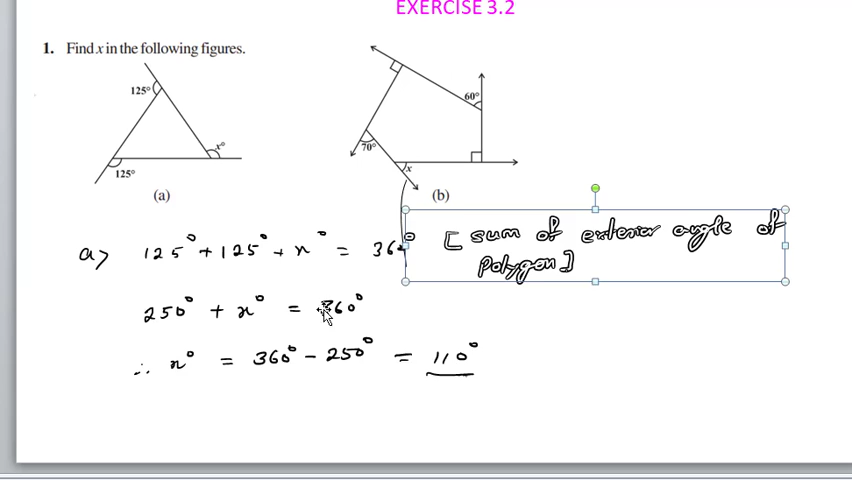 EXERCISE 3.2
1. Find x in the following figures.
125°
x°
125°
(a)
60°
70°
x
(b)
a) 125° + 125° + x° = 360° [sum of exterior angle of
polygon]
250° + x° = 360°
∴ x° = 360° - 250° = 110°